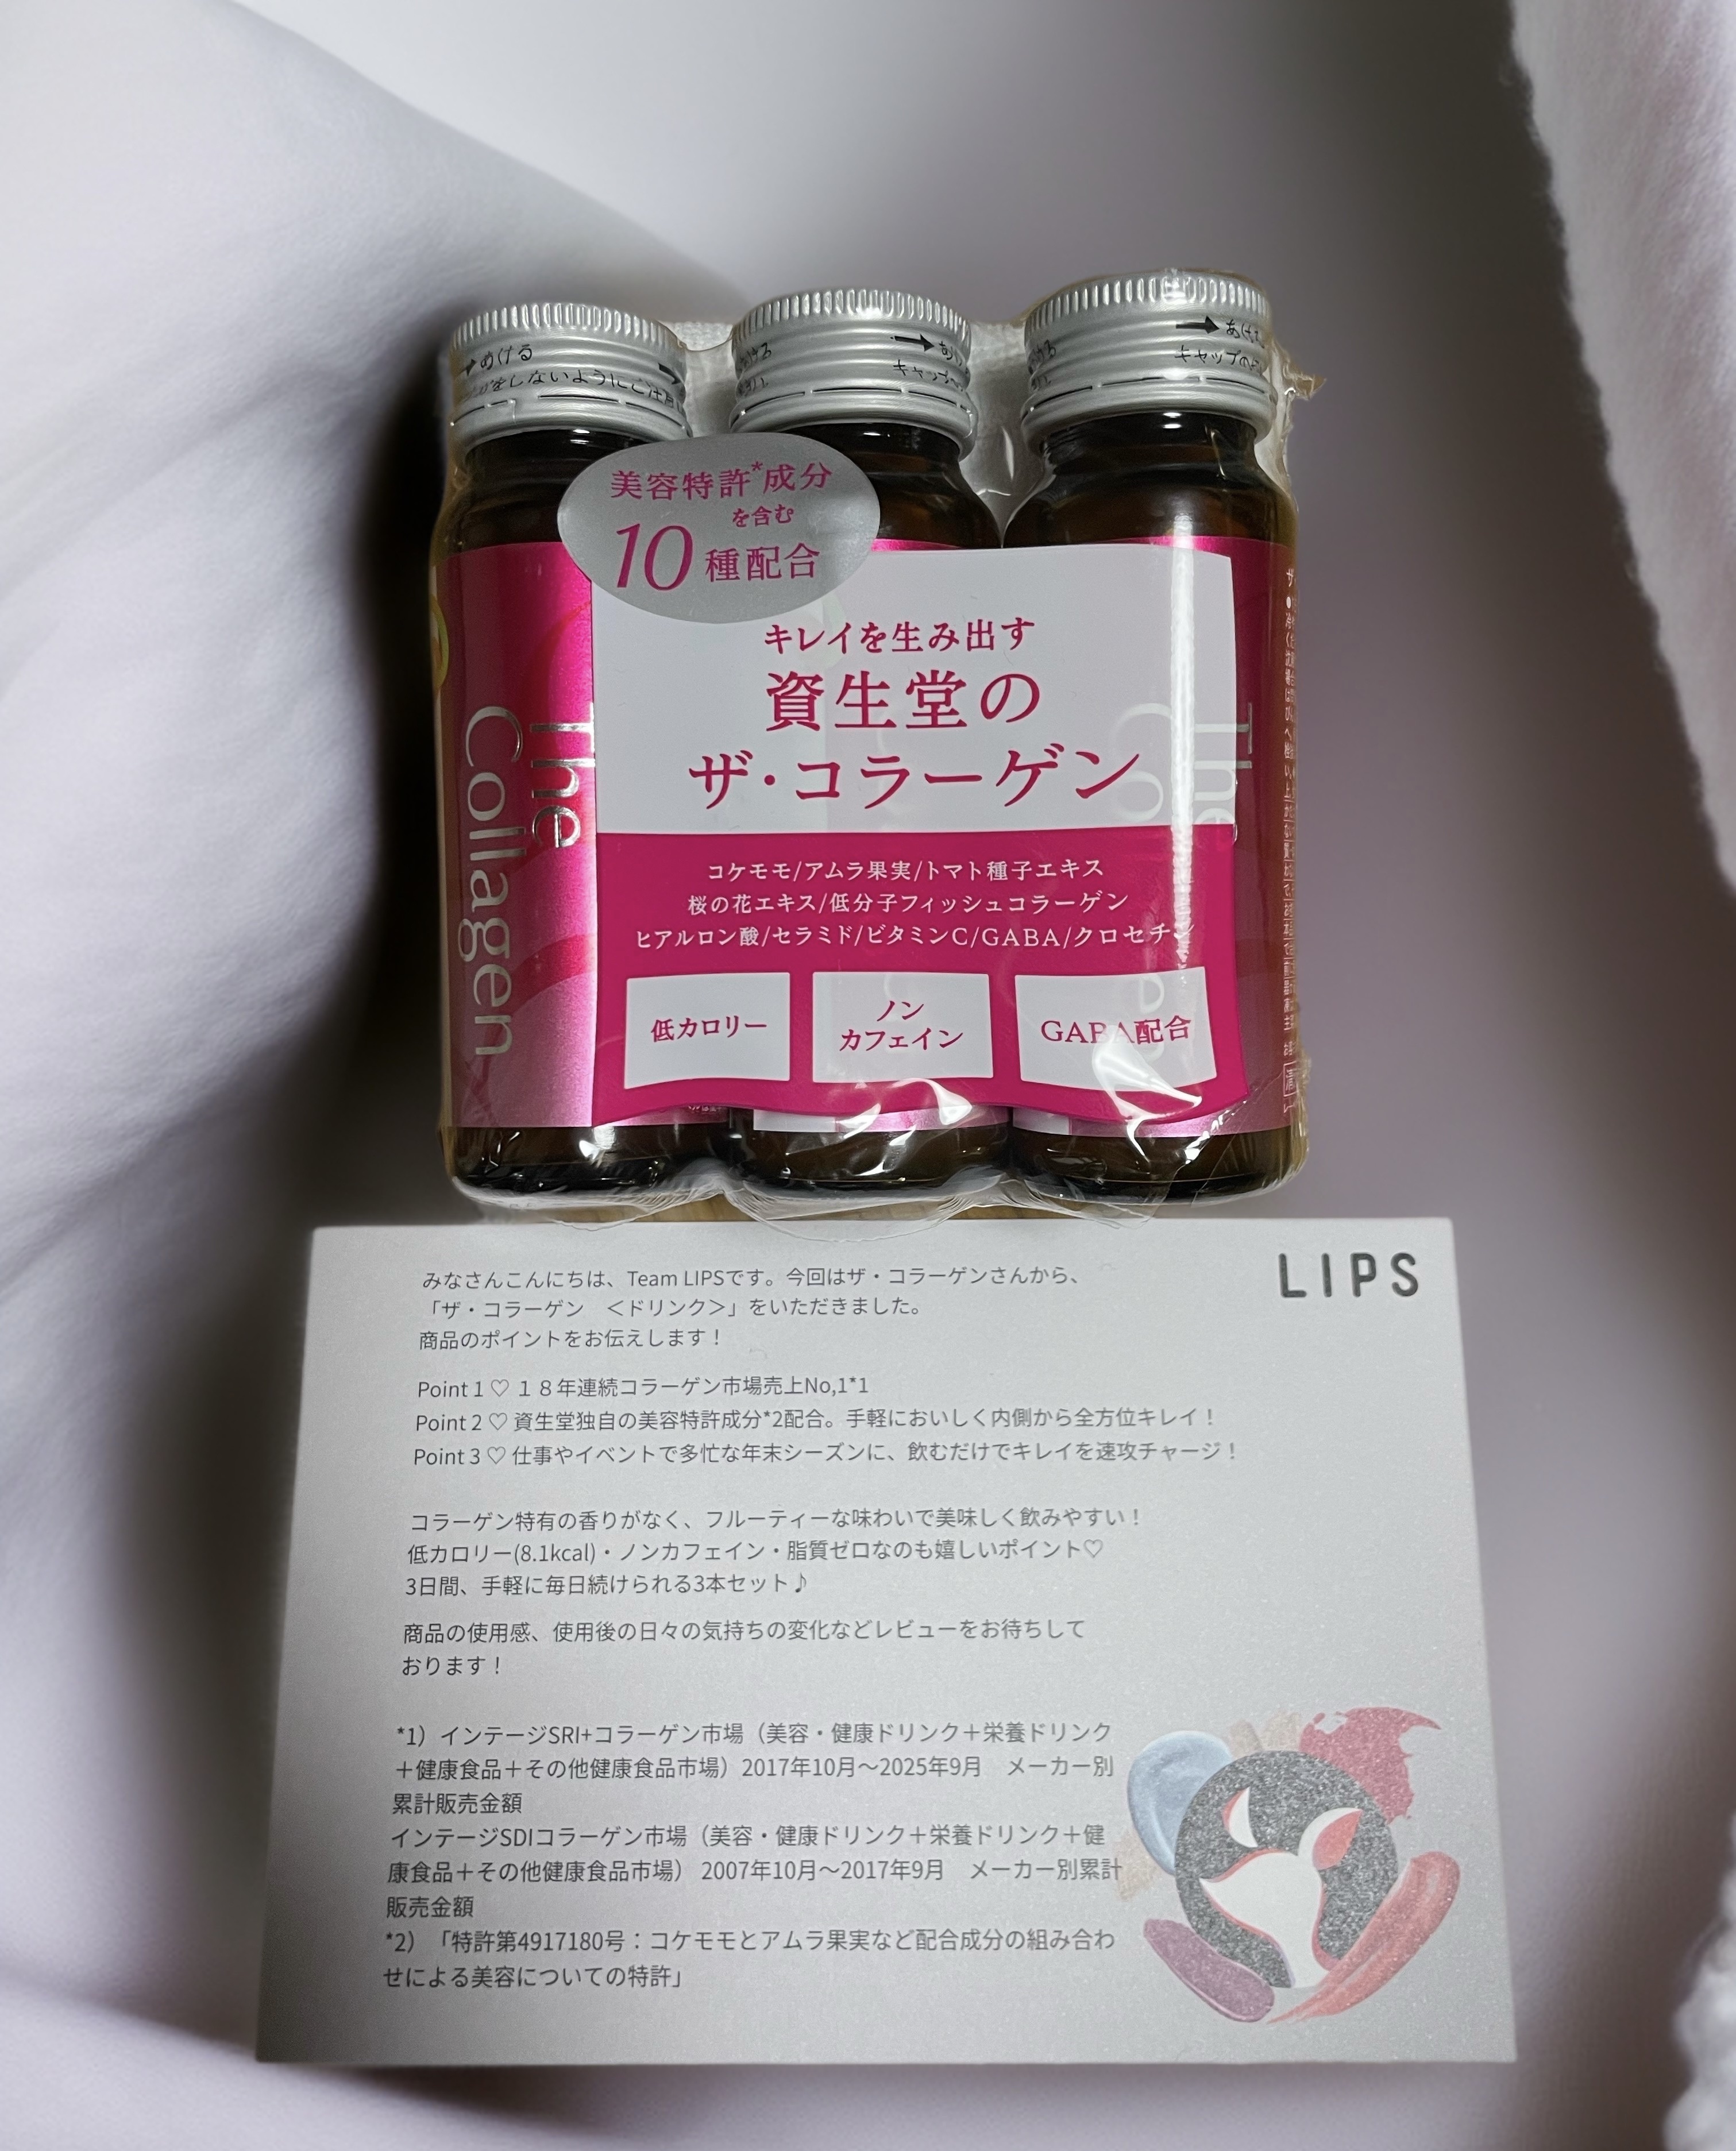 あける
をしないようにご注意
キャップの
美容特許*成分
を含む
10種配合
キレイを生み出す
資生堂の
ザ・コラーゲン
The
Collagen
コケモモ/アムラ果実/トマト種子エキス
桜の花エキス/低分子フィッシュコラーゲン
ヒアルロン酸/セラミド/ビタミンC/GABA/クロセチン
低カロリー
ノン
カフェイン
GABA配合
LIPS
みなさんこんにちは、Team LIPSです。今回はザ・コラーゲンさんから、
「ザ・コラーゲン <ドリンク>」をいただきました。
商品のポイントをお伝えします！
Point 1 ♡ １８年連続コラーゲン市場売上No,1*1
Point 2 ♡ 資生堂独自の美容特許成分*2配合。手軽においしく内側から全方位キレイ！
Point 3 ♡ 仕事やイベントで多忙な年末シーズンに、飲むだけでキレイを速攻チャージ！
コラーゲン特有の香りがなく、フルーティーな味わいで美味しく飲みやすい！
低カロリー(8.1kcal)・ノンカフェイン・脂質ゼロなのも嬉しいポイント♡
3日間、手軽に毎日続けられる3本セット♪
商品の使用感、使用後の日々の気持ちの変化などレビューをお待ちして
おります！
*1）インテージSRI+コラーゲン市場（美容・健康ドリンク＋栄養ドリンク
＋健康食品＋その他健康食品市場）2017年10月～2025年9月 メーカー別
累計販売金額
インテージSDIコラーゲン市場（美容・健康ドリンク＋栄養ドリンク＋健
康食品＋その他健康食品市場） 2007年10月～2017年9月 メーカー別累計
販売金額
*2）「特許第4917180号：コケモモとアムラ果実など配合成分の組み合わ
せによる美容についての特許」